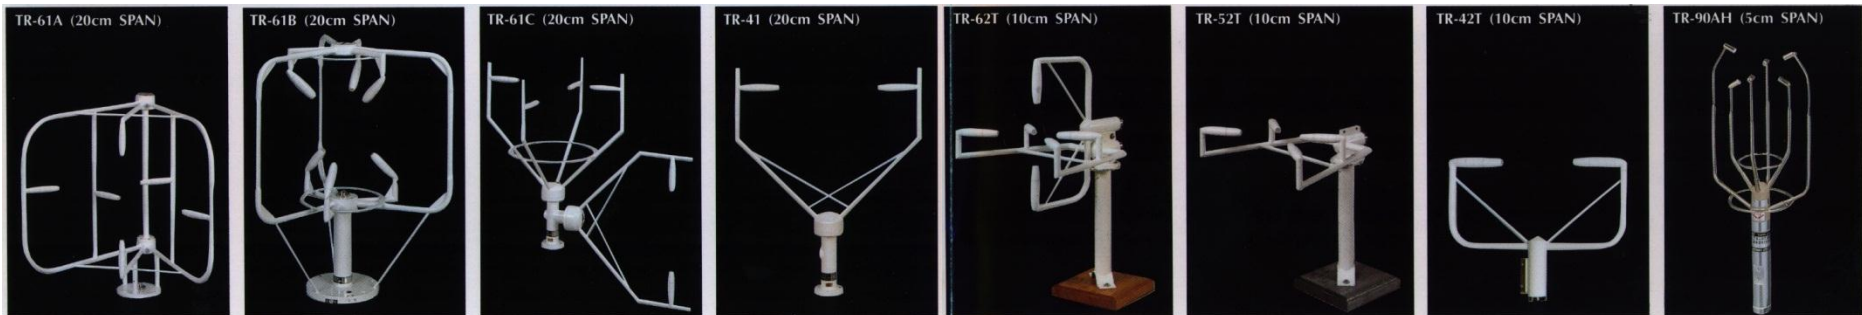 TR-61A (20cm SPAN)
TR-61B (20cm SPAN)
TR-61C (20cm SPAN)
TR-41 (20cm SPAN)
TR-62T (10cm SPAN)
TR-52T (10cm SPAN)
TR-42T (10cm SPAN)
TR-90AH (5cm SPAN)